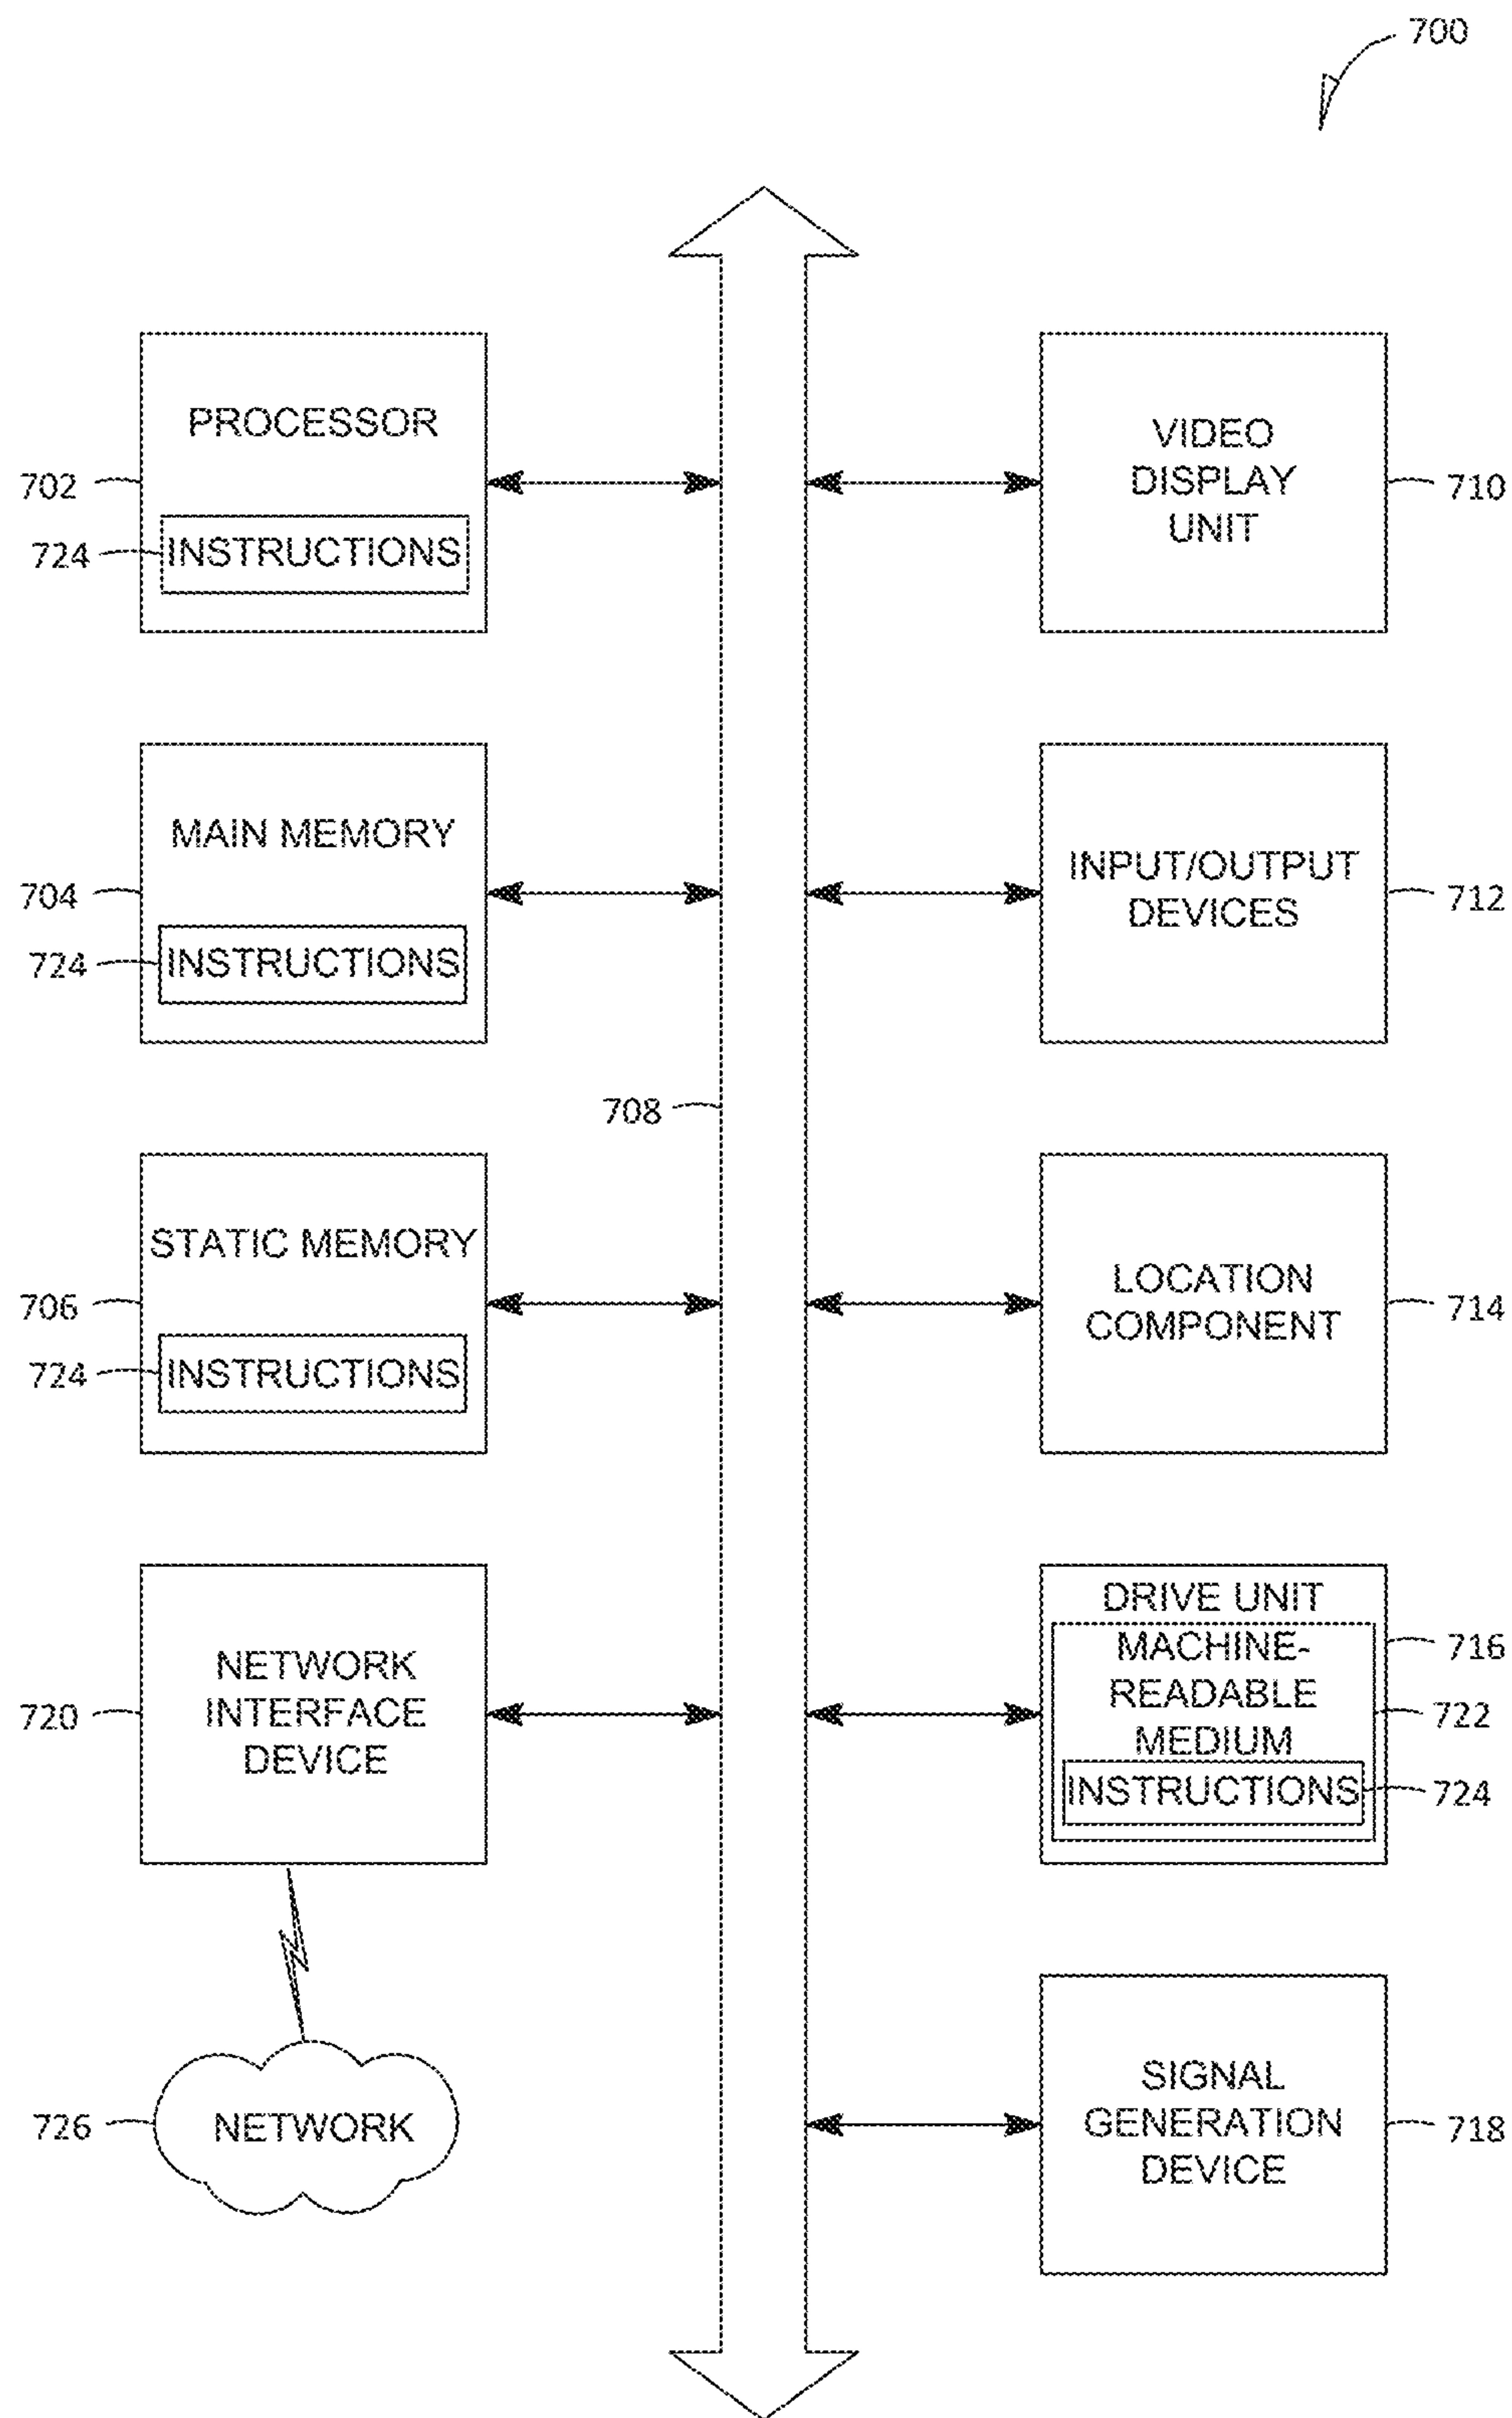 700
PROCESSOR
702
724
INSTRUCTIONS
VIDEO
DISPLAY
UNIT
710
MAIN MEMORY
704
724
INSTRUCTIONS
INPUT/OUTPUT
DEVICES
712
708
STATIC MEMORY
706
724
INSTRUCTIONS
LOCATION
COMPONENT
714
NETWORK
INTERFACE
DEVICE
720
DRIVE UNIT
MACHINE-
READABLE
MEDIUM
INSTRUCTIONS
716
722
724
726
NETWORK
SIGNAL
GENERATION
DEVICE
718